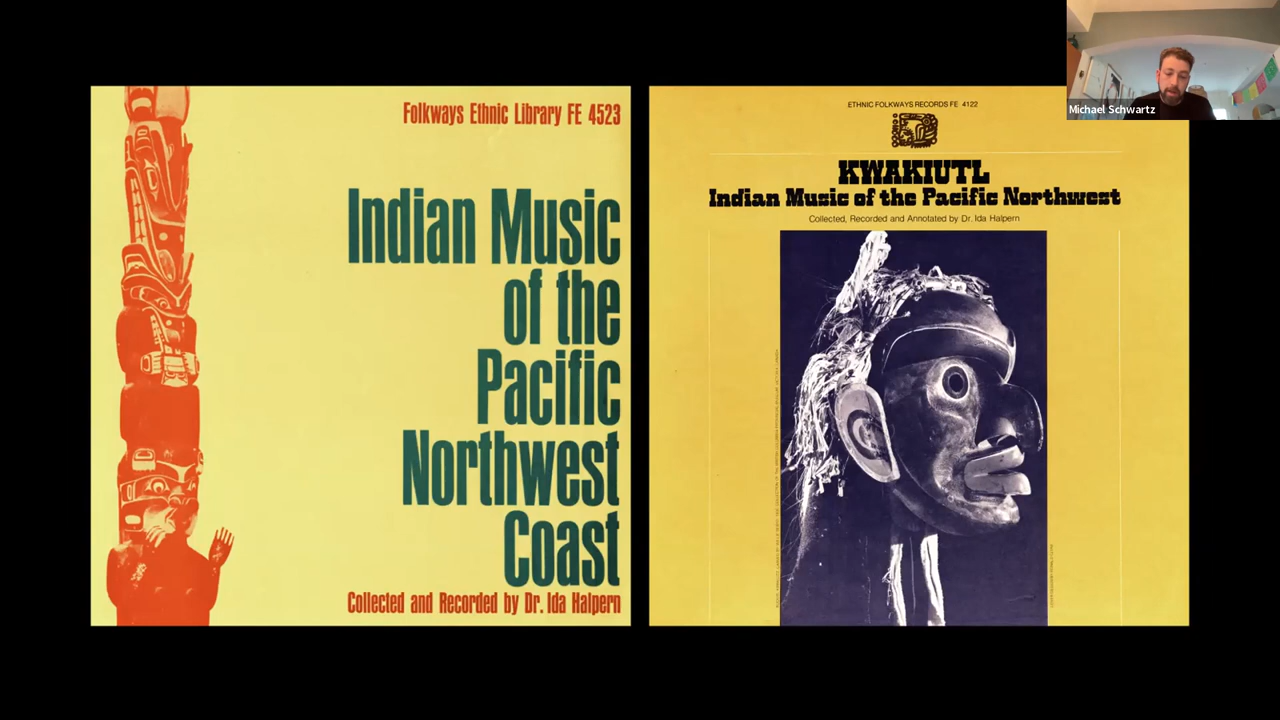 Folkways Ethnic Library FE 4523
Indian Music
of the
Pacific
Northwest
Coast
Collected and Recorded by Dr. Ida Halpern
ETHNIC FOLKWAYS RECORDS FE 4122
KWAKIUTL
Indian Music of the Pacific Northwest
Collected, Recorded and Annotated by Dr. Ida Halpern
Michael Schwartz